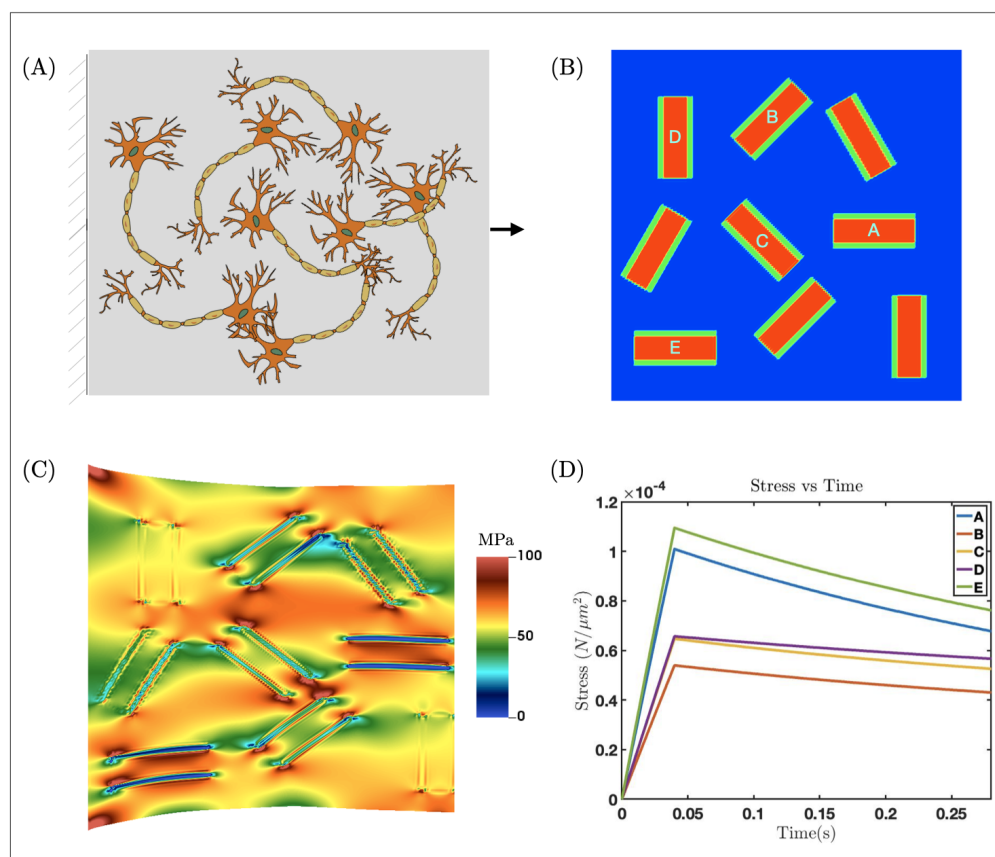 (A)
(B)
D
B
C
A
E
(C)
MPa
100
50
0
(D)
Stress vs Time
×10⁻⁴
1.2
1
0.8
0.6
0.4
0.2
0
Stress (N/μm²)
A
B
C
D
E
0
0.05
0.1
0.15
0.2
0.25
Time(s)